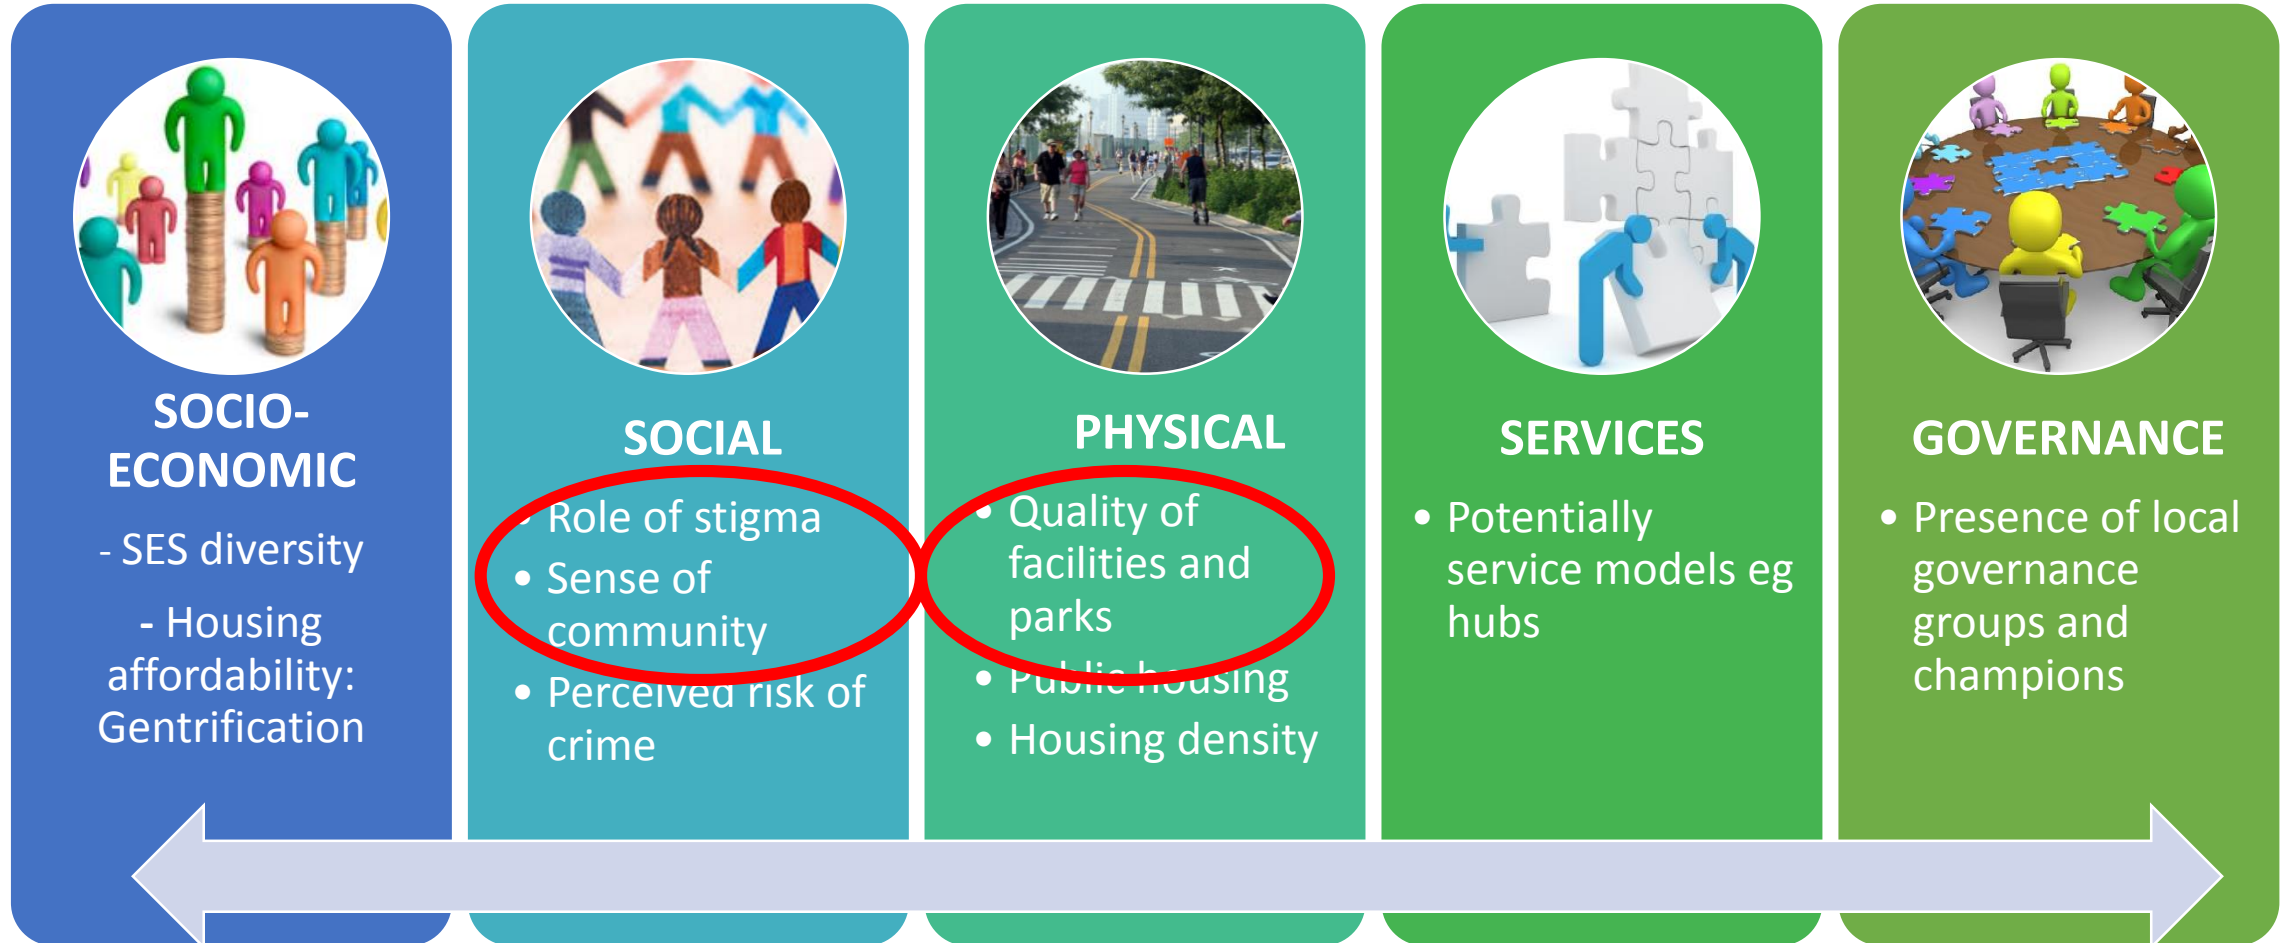 SOCIO-
ECONOMIC
- SES diversity
- Housing
affordability:
Gentrification
SOCIAL
• Role of stigma
• Sense of
community
• Perceived risk of
crime
PHYSICAL
• Quality of
facilities and
parks
• Public housing
• Housing density
SERVICES
• Potentially
service models eg
hubs
GOVERNANCE
• Presence of local
governance
groups and
champions